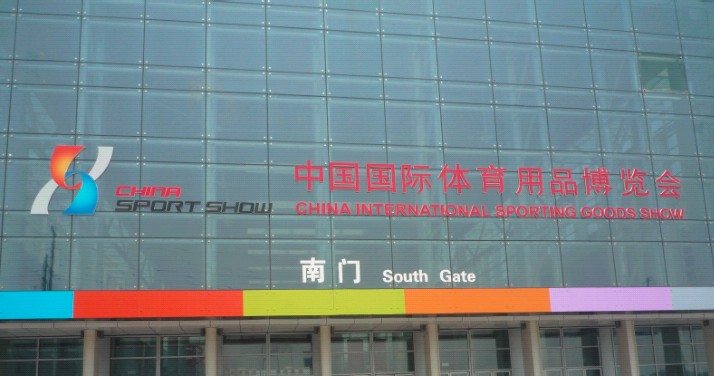 CHINA
SPORT SHOW
中国国际体育用品博览会
CHINA INTERNATIONAL SPORTING GOODS SHOW
南门 South Gate